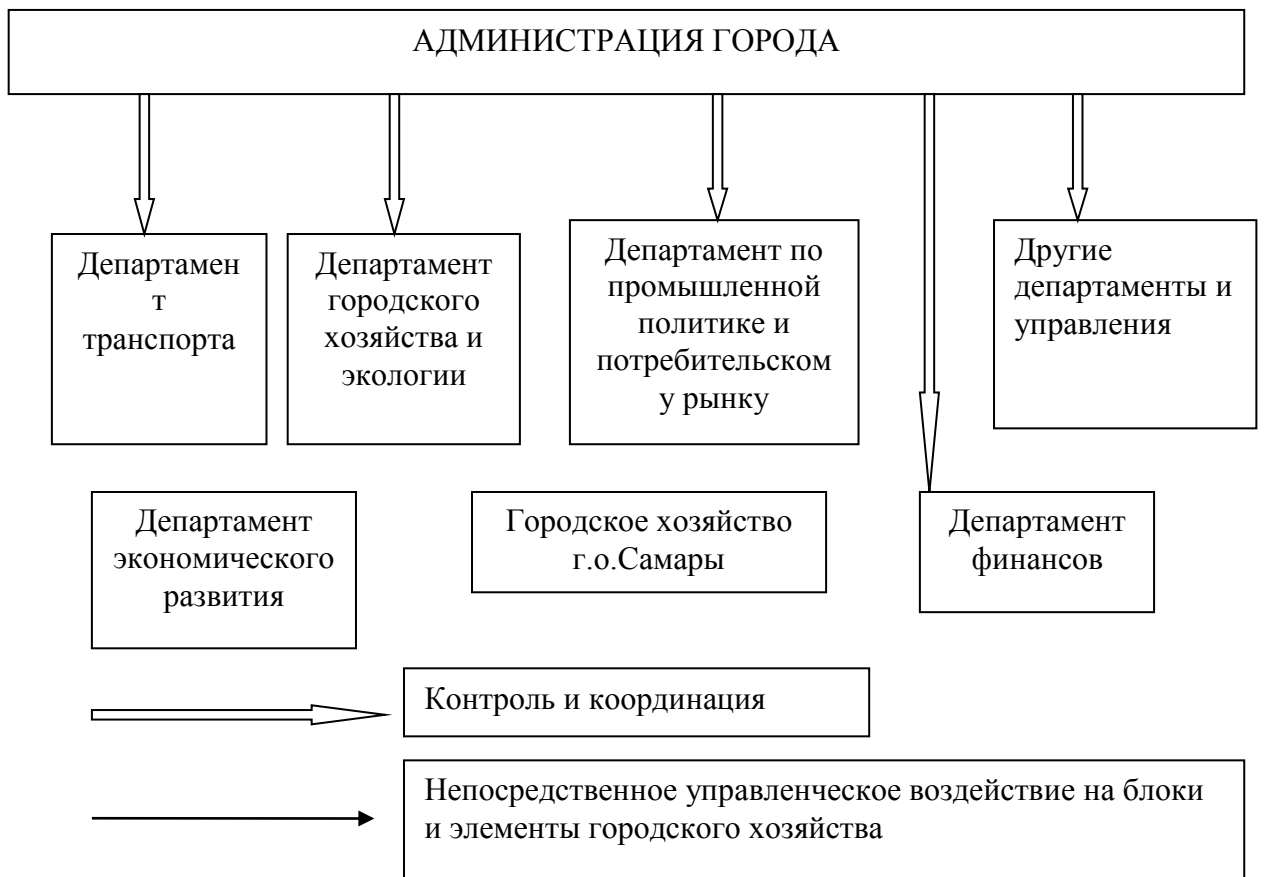 АДМИНИСТРАЦИЯ ГОРОДА
Департамен
т
транспорта
Департамент
городского
хозяйства и
экологии
Департамент по
промышленной
политике и
потребительском
у рынку
Другие
департаменты и
управления
Департамент
экономического
развития
Городское хозяйство
г.о.Самары
Департамент
финансов
Контроль и координация
Непосредственное управленческое воздействие на блоки
и элементы городского хозяйства